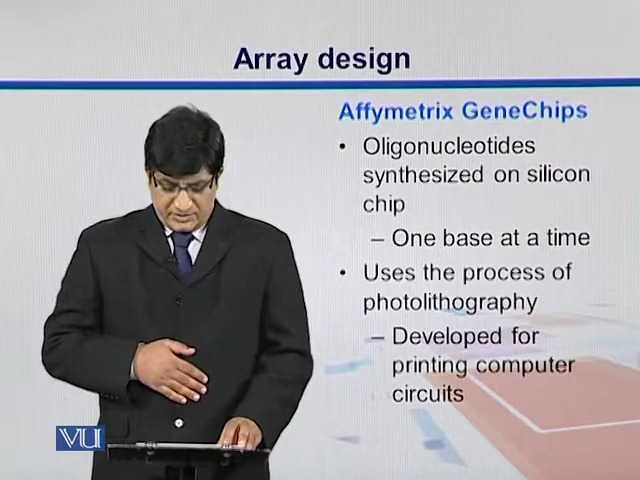 Array design
Affymetrix GeneChips
• Oligonucleotides
synthesized on silicon
chip
– One base at a time
• Uses the process of
photolithography
– Developed for
printing computer
circuits
VU